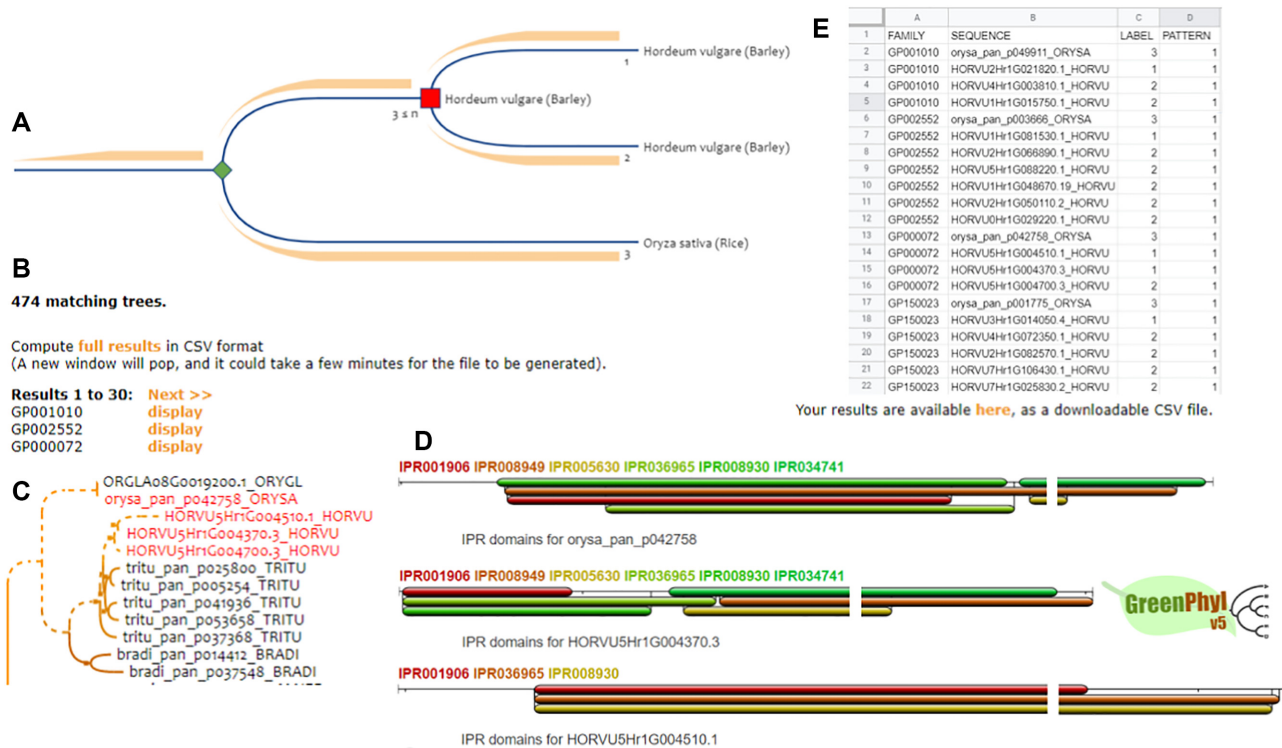 A
Hordeum vulgare (Barley)
1
Hordeum vulgare (Barley)
3 ≤ n
Hordeum vulgare (Barley)
2
Oryza sativa (Rice)
3
B
474 matching trees.
Compute full results in CSV format
(A new window will pop, and it could take a few minutes for the file to be generated).
Results 1 to 30: Next >>
GP001010 display
GP002552 display
GP000072 display
C
ORGLA08G0019200.1_ORYGL
orysa_pan_p042758_ORYSA
HORVU5Hr1G004510.1_HORVU
HORVU5Hr1G004370.3_HORVU
HORVU5Hr1G004700.3_HORVU
tritu_pan_p025800_TRITU
tritu_pan_p005254_TRITU
tritu_pan_p041936_TRITU
tritu_pan_p053658_TRITU
tritu_pan_p037368_TRITU
bradi_pan_p014412_BRADI
bradi_pan_p037548_BRADI
D
IPR001906 IPR008949 IPR005630 IPR036965 IPR008930 IPR034741
IPR domains for orysa_pan_p042758
IPR001906 IPR008949 IPR005630 IPR036965 IPR008930 IPR034741
IPR domains for HORVU5Hr1G004370.3
IPR001906 IPR036965 IPR008930
IPR domains for HORVU5Hr1G004510.1
GreenPhyl
v5
E
A B C D
1 FAMILY SEQUENCE LABEL PATTERN
2 GP001010 orysa_pan_p049911_ORYSA 3 1
3 GP001010 HORVU2Hr1G021820.1_HORVU 1 1
4 GP001010 HORVU4Hr1G003810.1_HORVU 2 1
5 GP001010 HORVU1Hr1G015750.1_HORVU 2 1
6 GP002552 orysa_pan_p003666_ORYSA 3 1
7 GP002552 HORVU1Hr1G081530.1_HORVU 1 1
8 GP002552 HORVU2Hr1G066890.1_HORVU 2 1
9 GP002552 HORVU5Hr1G088220.1_HORVU 2 1
10 GP002552 HORVU1Hr1G048670.19_HORVU 2 1
11 GP002552 HORVU2Hr1G050110.2_HORVU 2 1
12 GP002552 HORVU0Hr1G029220.1_HORVU 2 1
13 GP000072 orysa_pan_p042758_ORYSA 3 1
14 GP000072 HORVU5Hr1G004510.1_HORVU 1 1
15 GP000072 HORVU5Hr1G004370.3_HORVU 1 1
16 GP000072 HORVU5Hr1G004700.3_HORVU 2 1
17 GP150023 orysa_pan_p001775_ORYSA 3 1
18 GP150023 HORVU3Hr1G014050.4_HORVU 1 1
19 GP150023 HORVU4Hr1G072350.1_HORVU 2 1
20 GP150023 HORVU2Hr1G082570.1_HORVU 2 1
21 GP150023 HORVU7Hr1G106430.1_HORVU 2 1
22 GP150023 HORVU7Hr1G025830.2_HORVU 2 1
Your results are available here, as a downloadable CSV file.